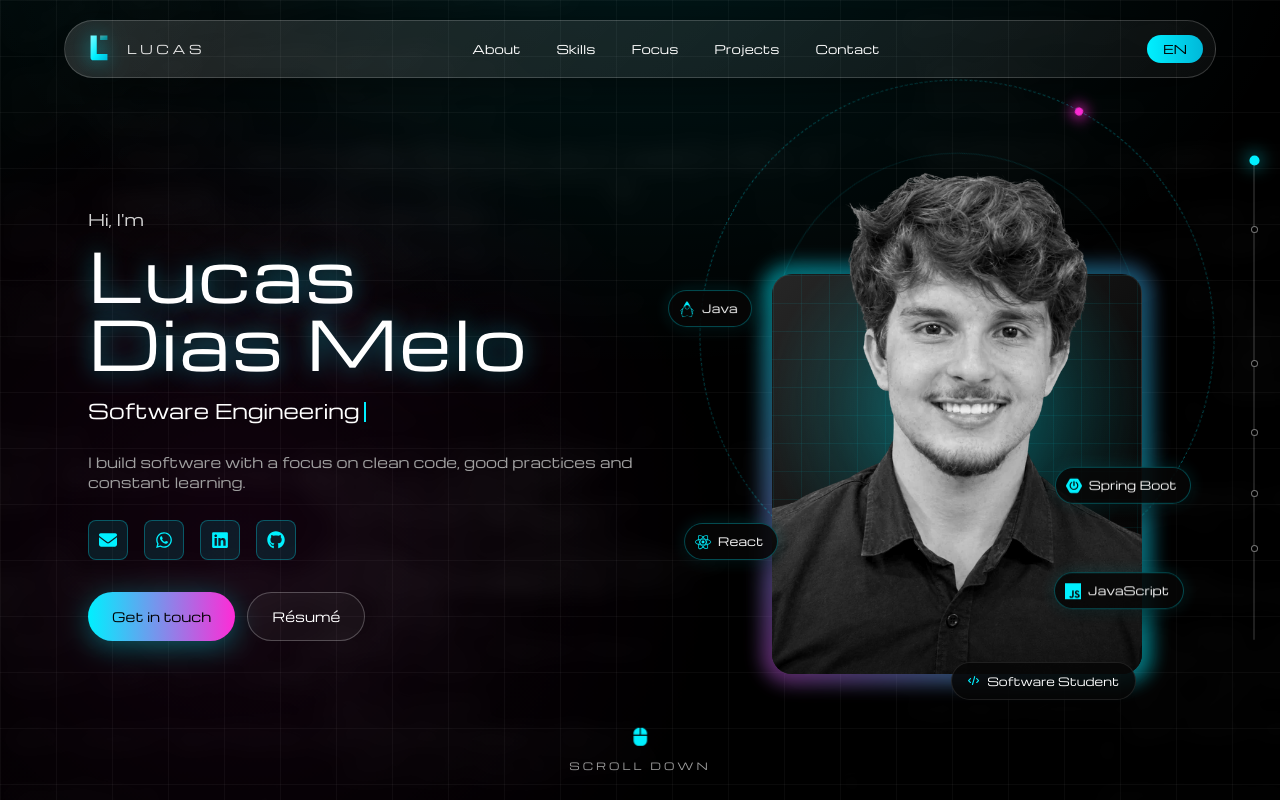 LUCAS
About
Skills
Focus
Projects
Contact
EN
Hi, I'm
Lucas
Dias Melo
Software Engineering
I build software with a focus on clean code, good practices and
constant learning.
Get in touch
Résumé
Java
Spring Boot
React
JavaScript
Software Student
SCROLL DOWN